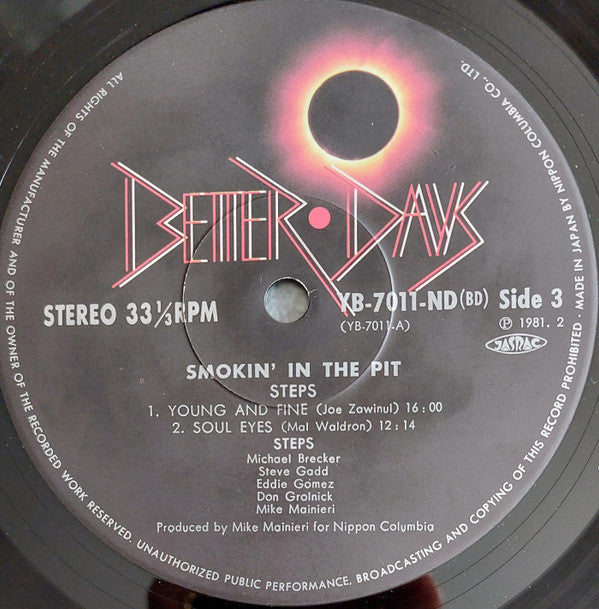 BETTER • DAYS
STEREO 33 ⅓ RPM
YB-7011-ND (BD) Side 3
(YB-7011-A)
Ⓟ 1981. 2
JASRAC
SMOKIN' IN THE PIT
STEPS
1. YOUNG AND FINE (Joe Zawinul) 16:00
2. SOUL EYES (Mal Waldron) 12:14
STEPS
Michael Brecker
Steve Gadd
Eddie Gomez
Don Grolnick
Mike Mainieri
Produced by Mike Mainieri for Nippon Columbia
ALL RIGHTS OF THE MANUFACTURER AND OF THE OWNER OF THE RECORDED WORK RESERVED. UNAUTHORIZED PUBLIC PERFORMANCE, BROADCASTING AND COPYING OF THIS RECORD PROHIBITED · MADE IN JAPAN BY NIPPON COLUMBIA CO., LTD.